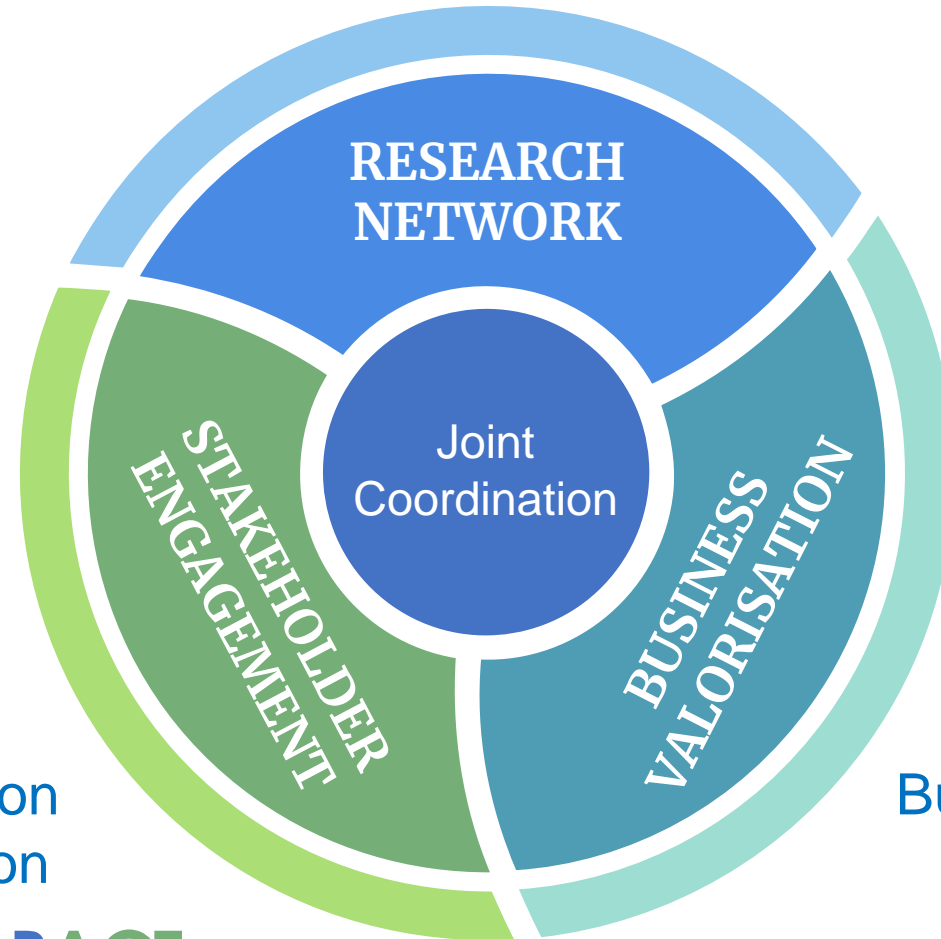 RESEARCH
NETWORK
Joint
Coordination
STAKEHOLDER
ENGAGEMENT
BUSINESS
VALORISATION